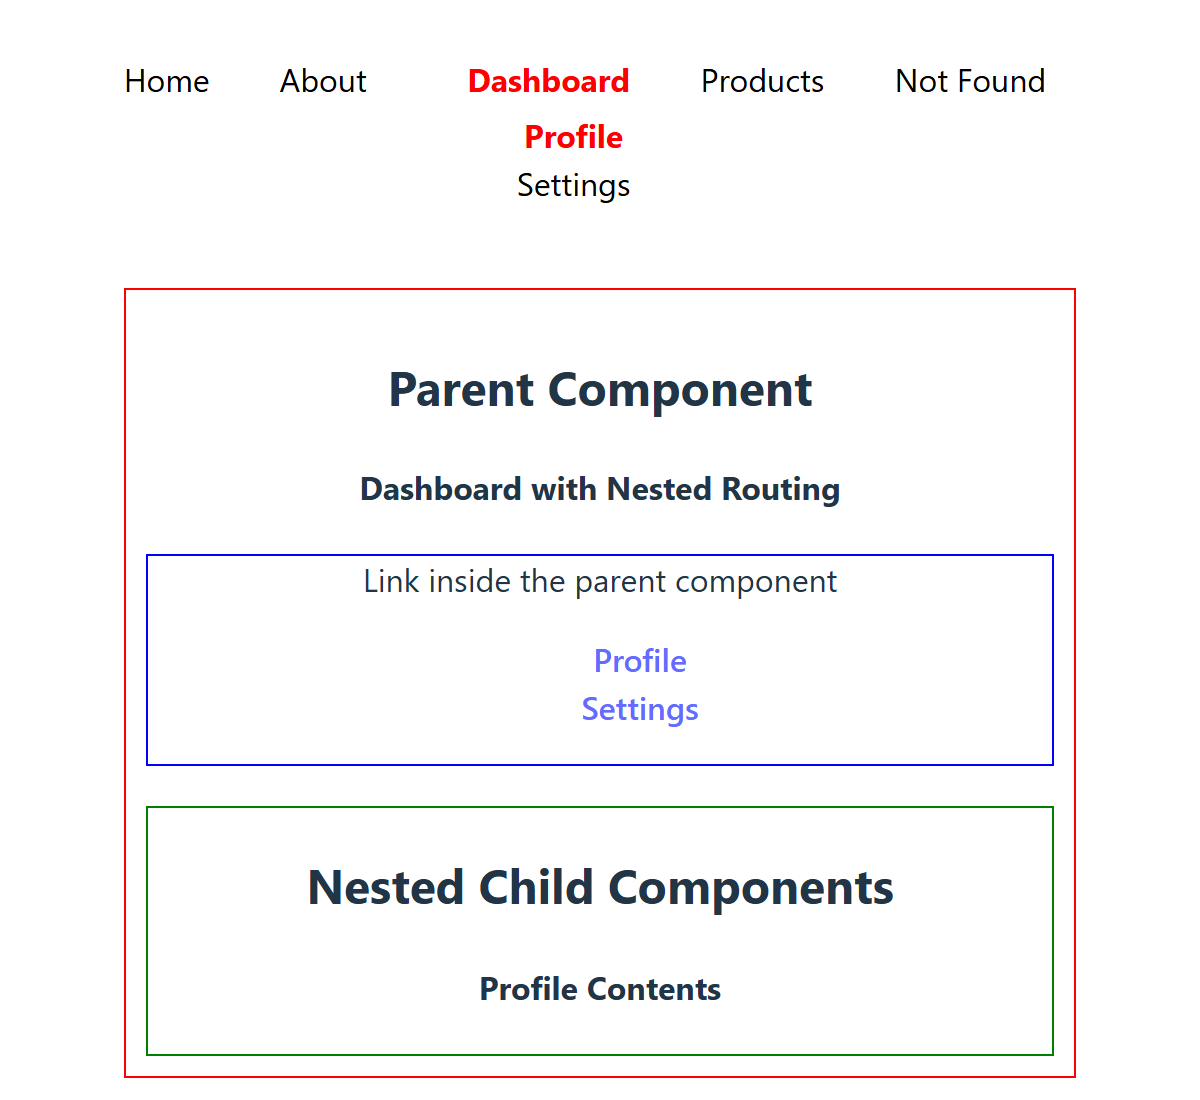 Home About Dashboard Products Not Found
Profile
Settings
Parent Component
Dashboard with Nested Routing
Link inside the parent component
Profile
Settings
Nested Child Components
Profile Contents